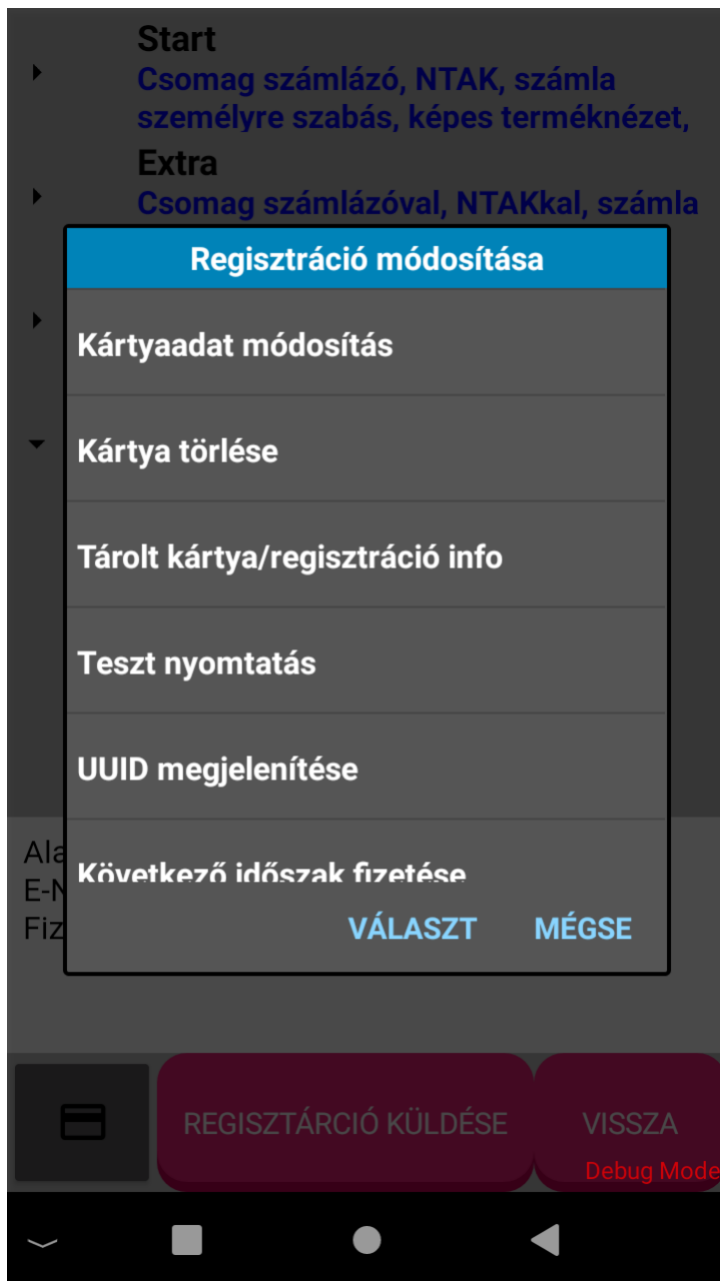 Start
Csomag számlázó, NTAK, számla
személyre szabás, képes terméknézet,
Extra
Csomag számlázóval, NTAKkal, számla
Regisztráció módosítása
Kártyaadat módosítás
Kártya törlése
Tárolt kártya/regisztráció info
Teszt nyomtatás
UUID megjelenítése
Következő időszak fizetése
Ala
E-N
Fiz
VÁLASZT MÉGSE
REGISZTÁRCIÓ KÜLDÉSE VISSZA
Debug Mode